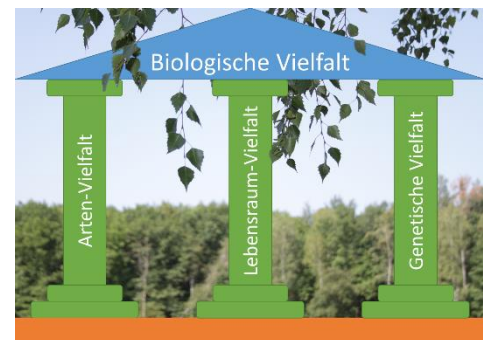 Biologische Vielfalt
Arten-Vielfalt
Lebensraum-Vielfalt
Genetische Vielfalt